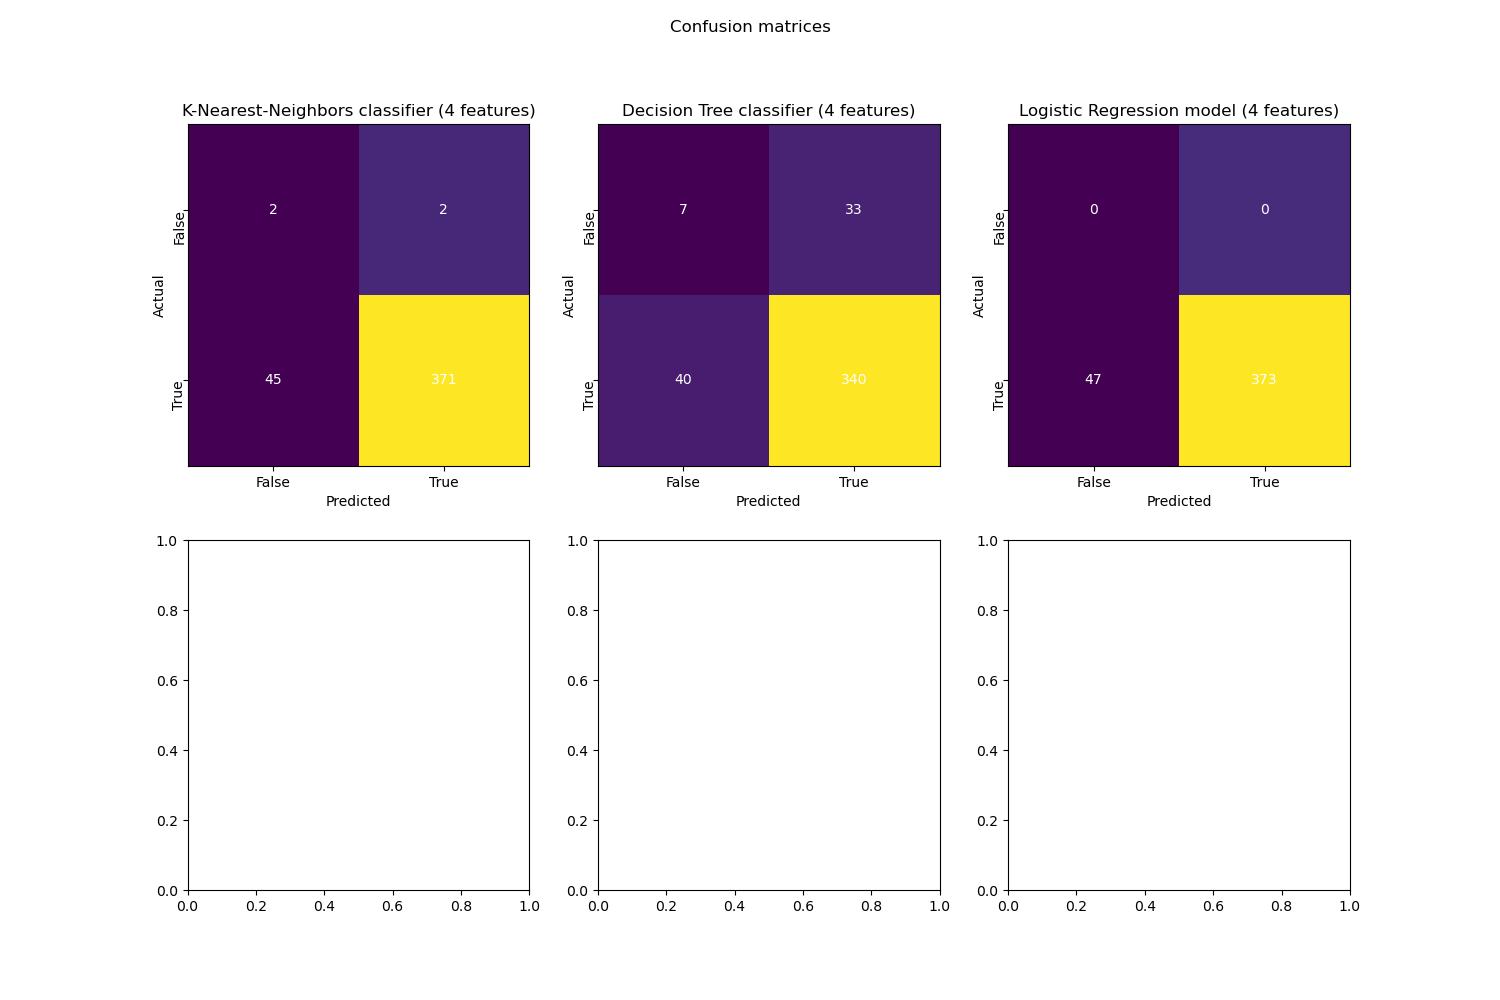 Confusion matrices
K-Nearest-Neighbors classifier (4 features)
Actual
False
True
2
2
45
371
False
True
Predicted
Decision Tree classifier (4 features)
Actual
False
True
7
33
40
340
False
True
Predicted
Logistic Regression model (4 features)
Actual
False
True
0
0
47
373
False
True
Predicted
1.0
0.8
0.6
0.4
0.2
0.0
0.0 0.2 0.4 0.6 0.8 1.0
1.0
0.8
0.6
0.4
0.2
0.0
0.0 0.2 0.4 0.6 0.8 1.0
1.0
0.8
0.6
0.4
0.2
0.0
0.0 0.2 0.4 0.6 0.8 1.0